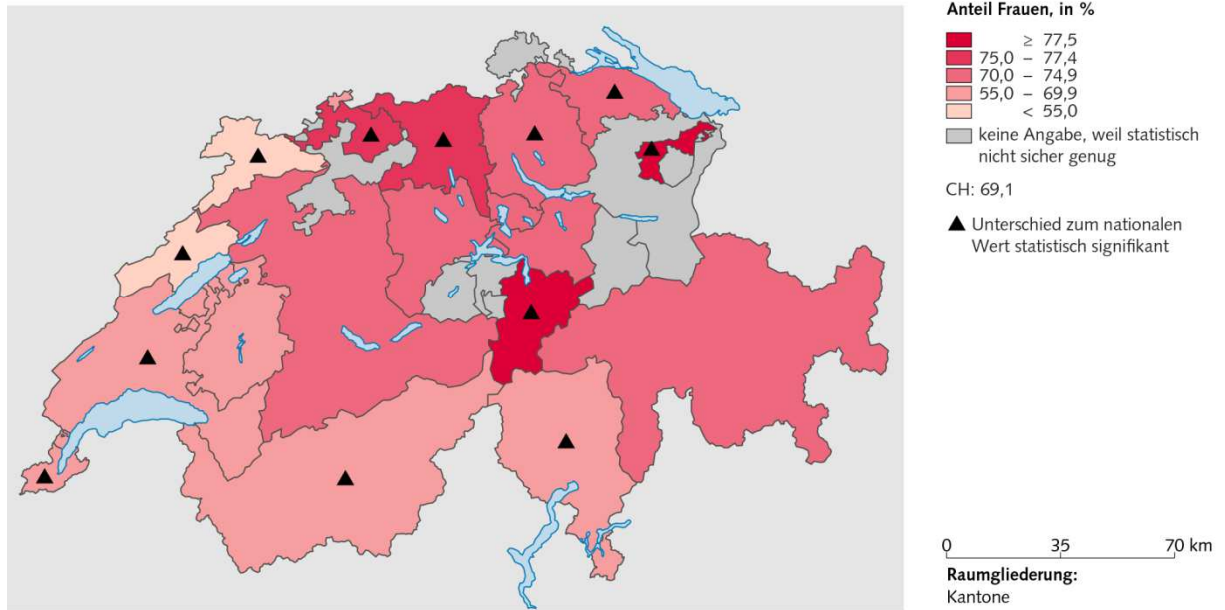 Anteil Frauen, in %
≥ 77,5
75,0 – 77,4
70,0 – 74,9
55,0 – 69,9
< 55,0
keine Angabe, weil statistisch
nicht sicher genug
CH: 69,1
Unterschied zum nationalen
Wert statistisch signifikant
0 35 70 km
Raumgliederung:
Kantone